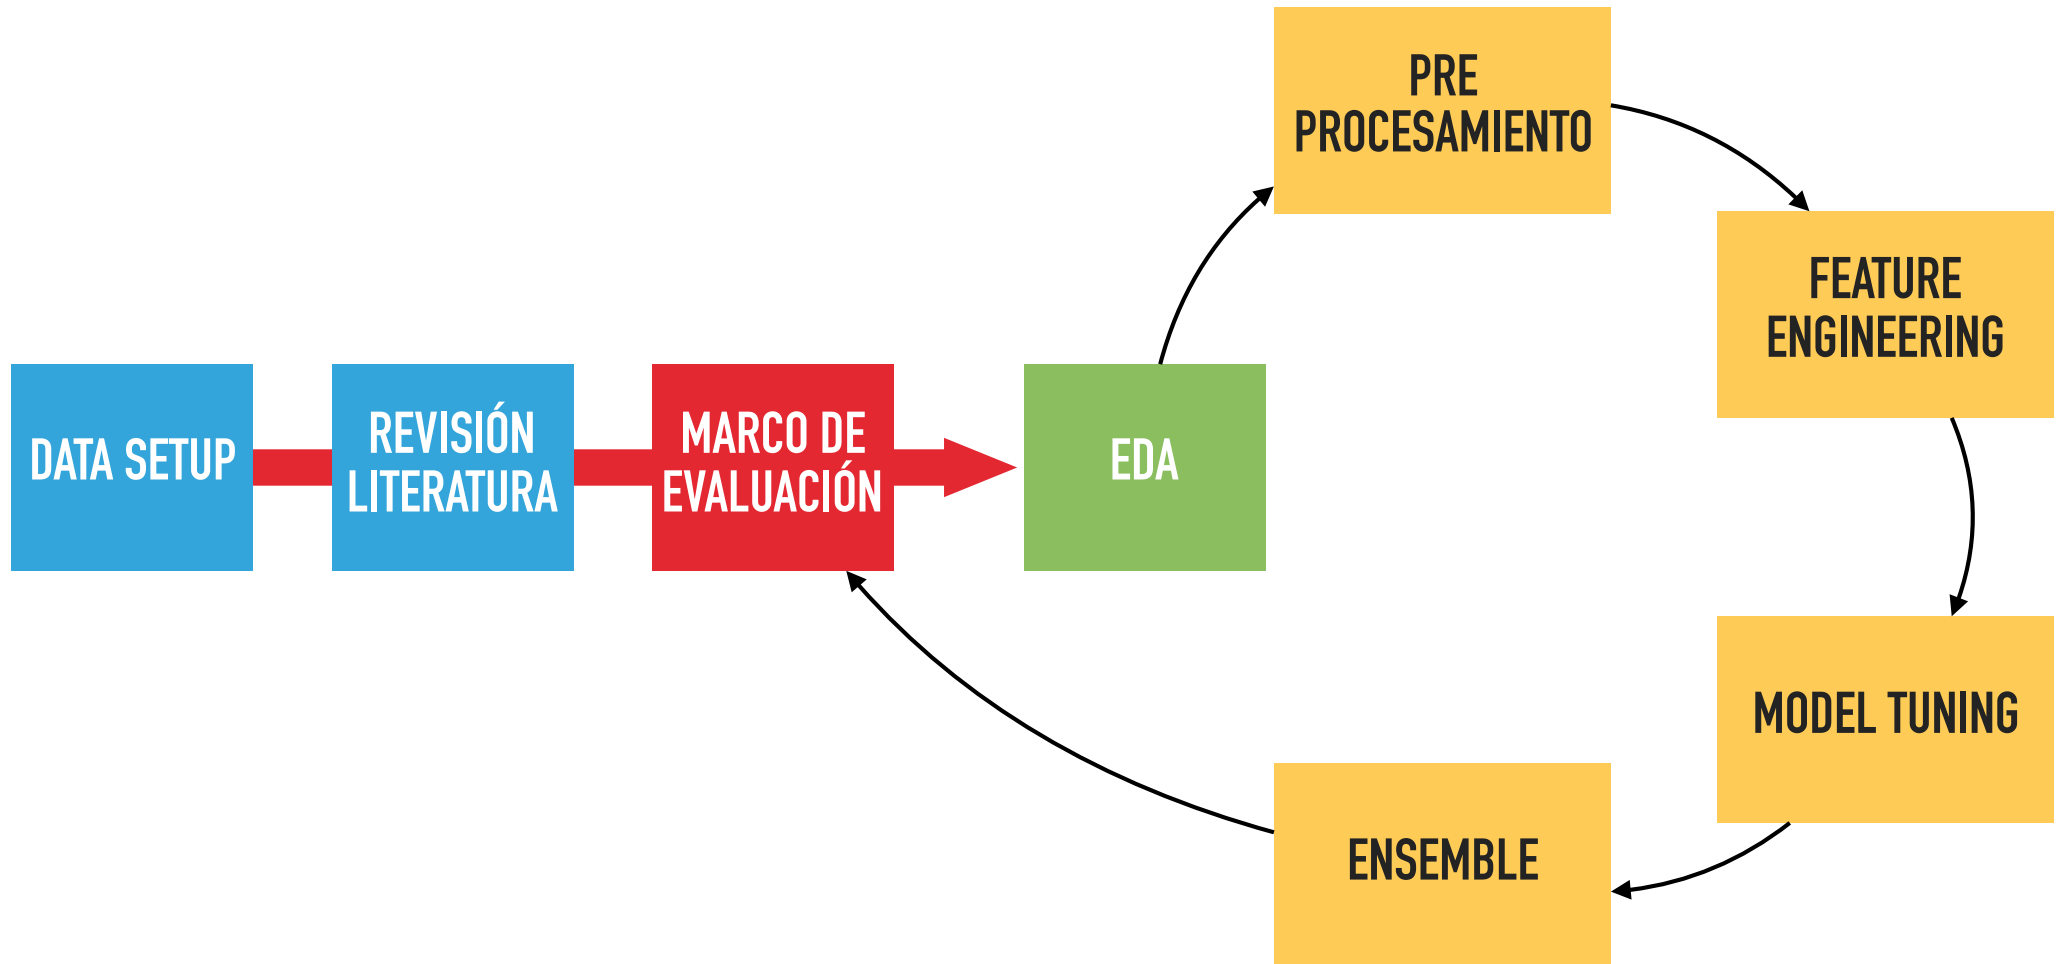 DATA SETUP
REVISIÓN
LITERATURA
MARCO DE
EVALUACIÓN
EDA
PRE
PROCESAMIENTO
FEATURE
ENGINEERING
MODEL TUNING
ENSEMBLE